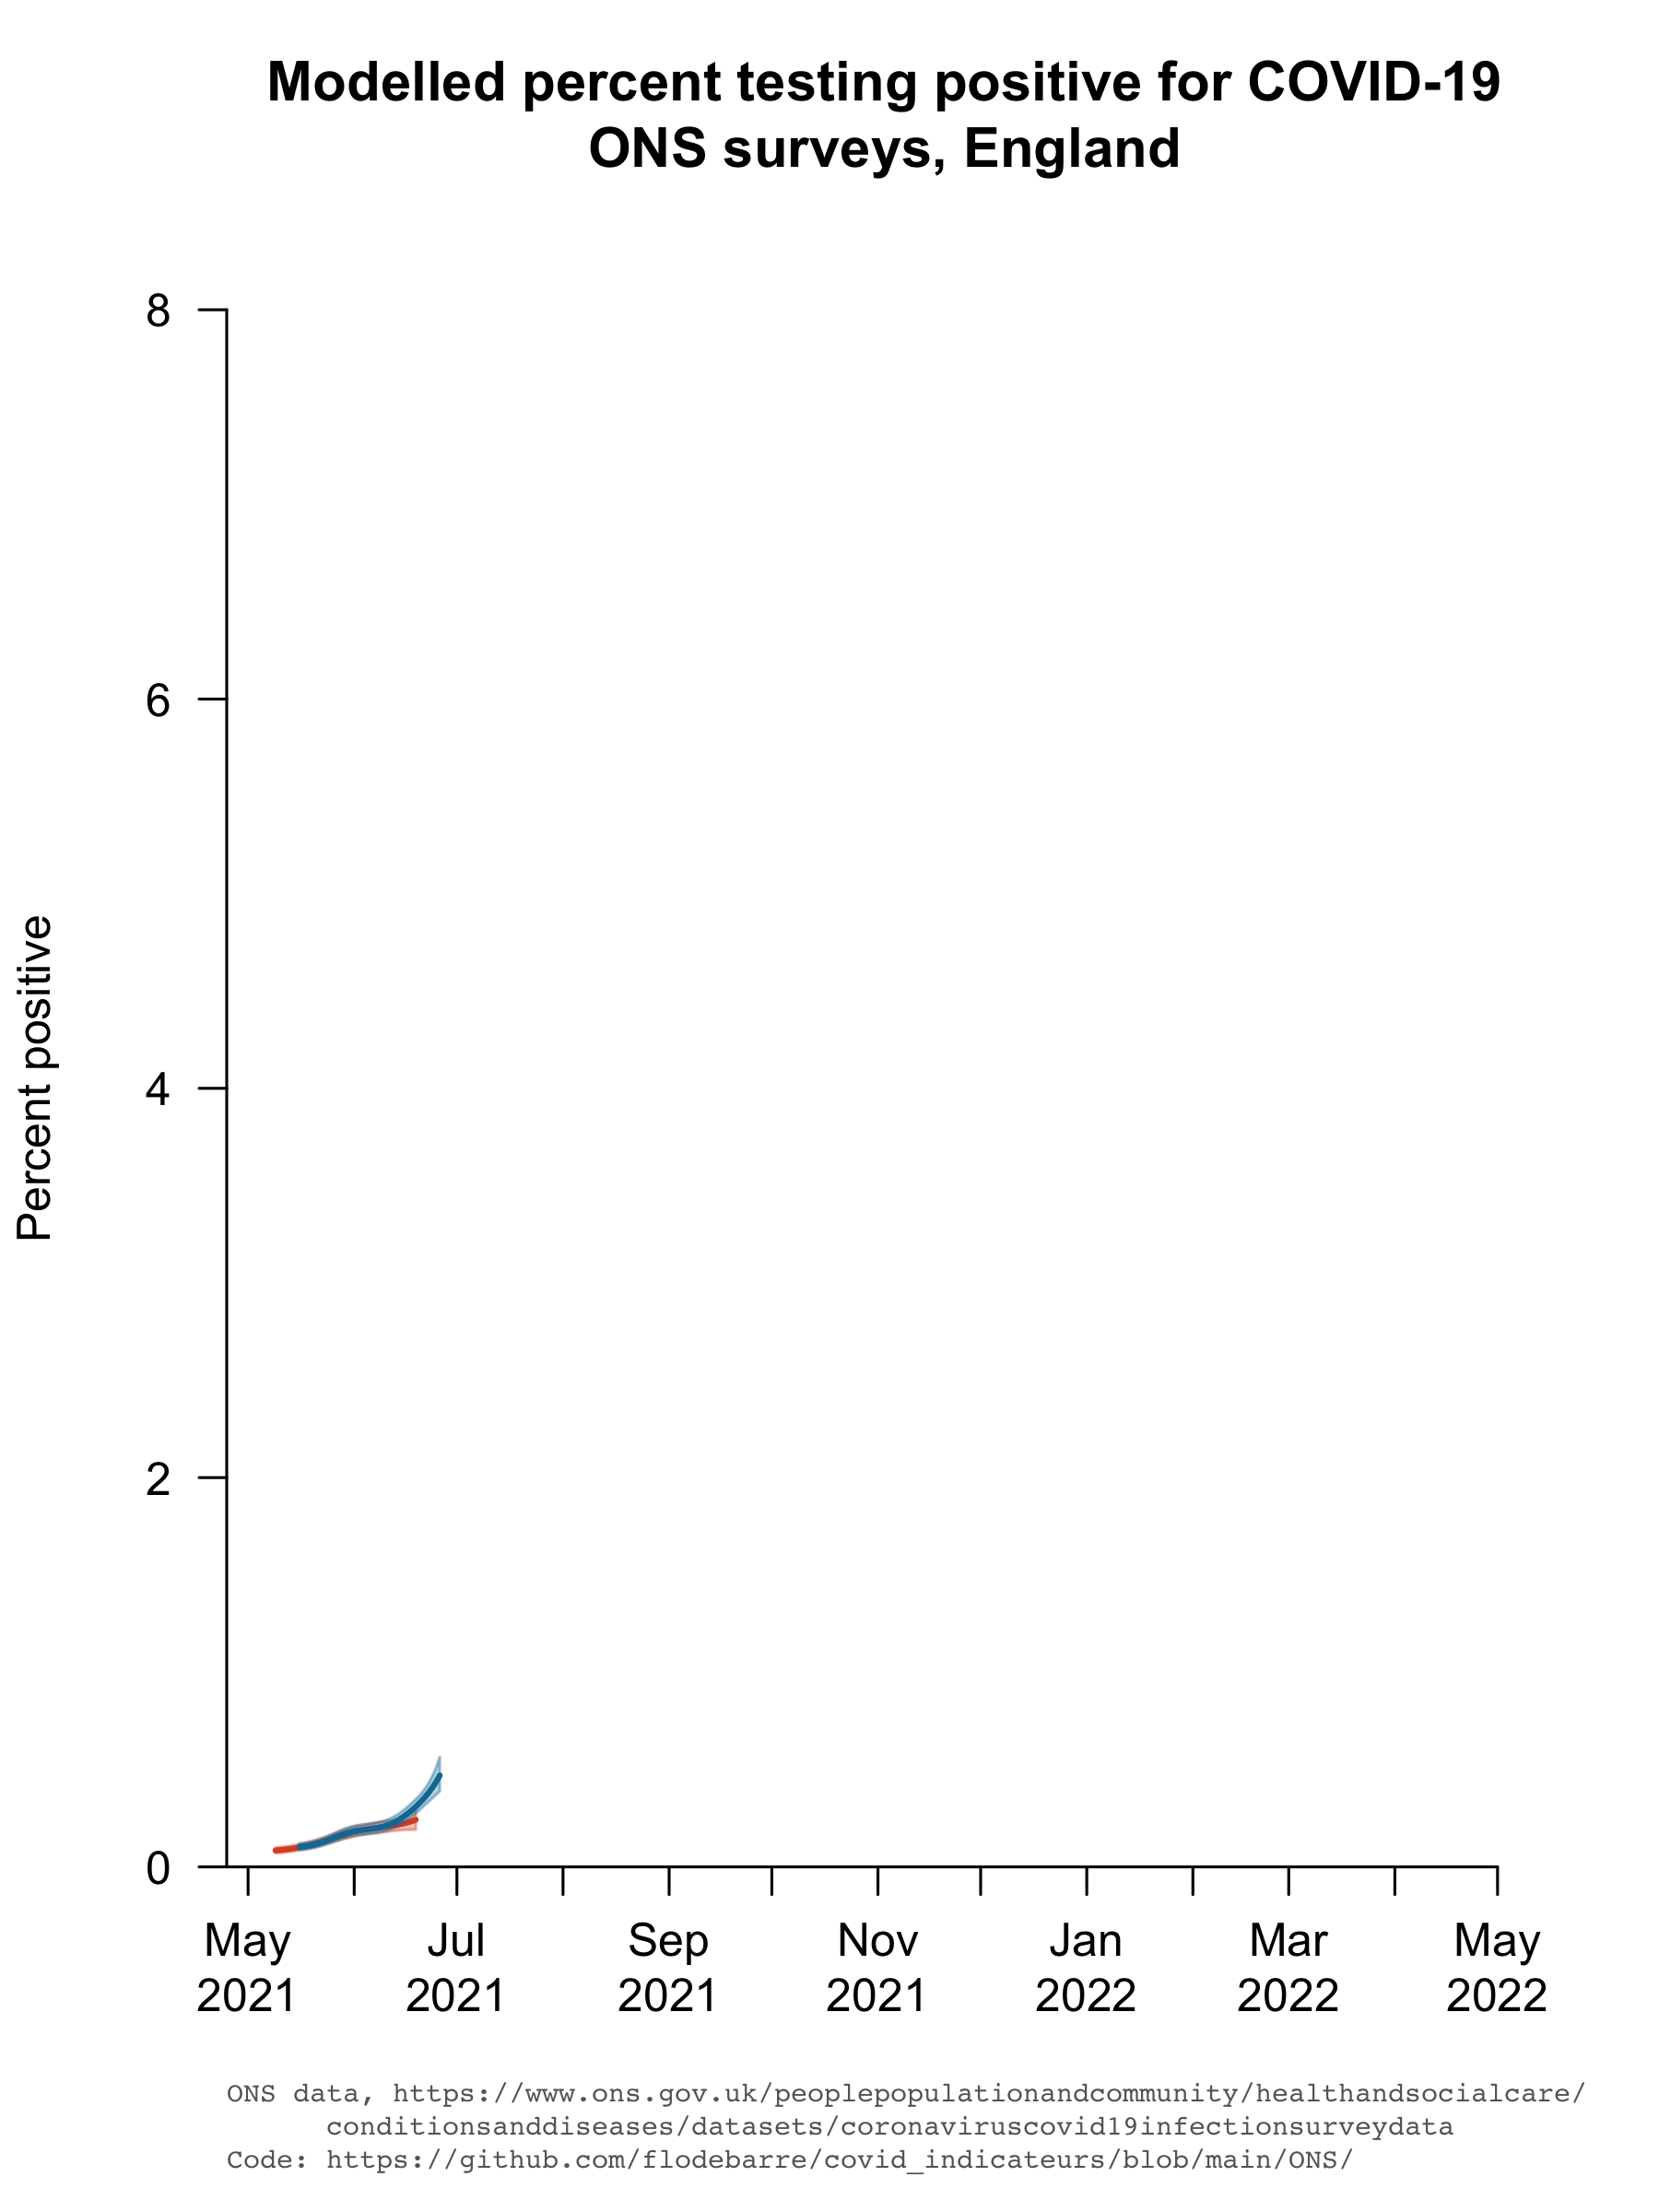 Modelled percent testing positive for COVID-19
ONS surveys, England
8
6
4
2
0
Percent positive
May Jul Sep Nov Jan Mar May
2021 2021 2021 2021 2022 2022 2022
ONS data, https://www.ons.gov.uk/peoplepopulationandcommunity/healthandsocialcare/
conditionsanddiseases/datasets/coronaviruscovid19infectionsurveydata
Code: https://github.com/flodebarre/covid_indicateurs/blob/main/ONS/